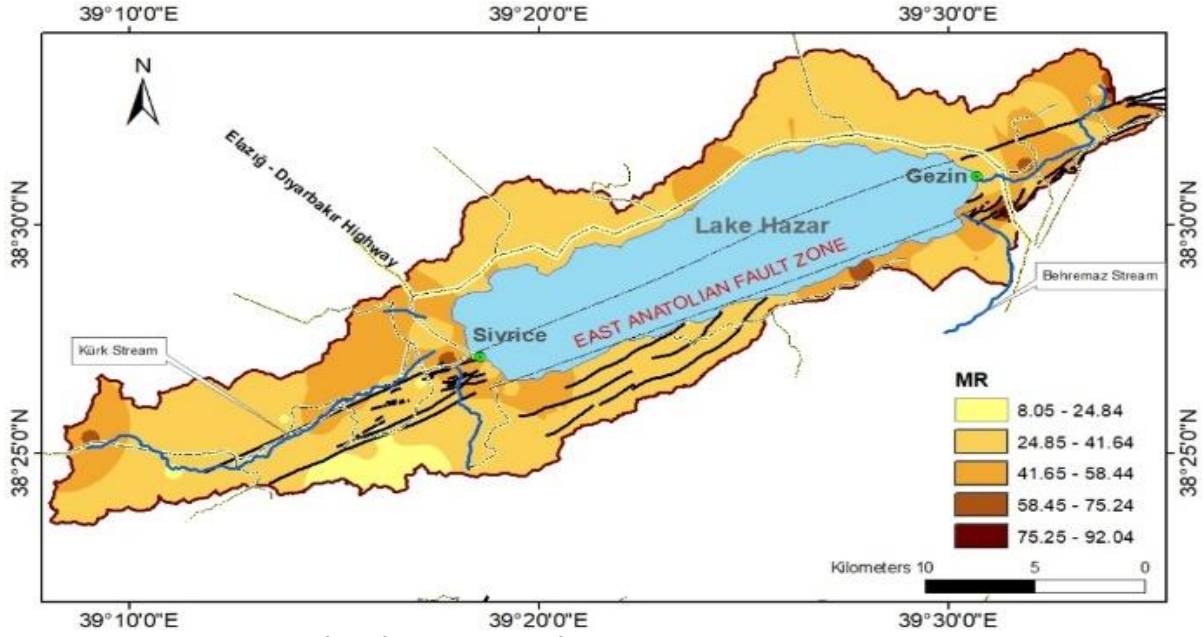 39°10'0"E 39°20'0"E 39°30'0"E
N
Elazığ - Dıyarbakır Highway
Gezin
38°30'0"N
Lake Hazar
38°30'0"N
EAST ANATOLIAN FAULT ZONE
Behremaz Stream
Sivrice
Kürk Stream
MR
8.05 - 24.84
38°25'0"N
24.85 - 41.64
38°25'0"N
41.65 - 58.44
58.45 - 75.24
75.25 - 92.04
Kilometers 10 5 0
39°10'0"E 39°20'0"E 39°30'0"E